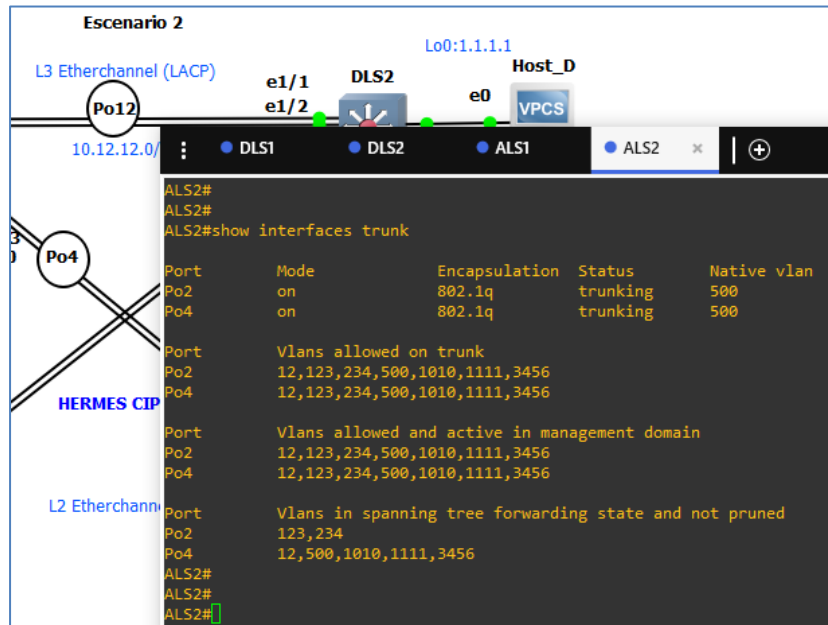 Escenario 2
Lo0:1.1.1.1
L3 Etherchannel (LACP)
e1/1
DLS2
Host_D
Po12
e1/2
e0
VPCS
10.12.12.0/
DLS1
DLS2
ALS1
ALS2
ALS2#
ALS2#
ALS2#show interfaces trunk
Port Mode Encapsulation Status Native vlan
Po2 on 802.1q trunking 500
Po4 on 802.1q trunking 500
Port Vlans allowed on trunk
Po2 12,123,234,500,1010,1111,3456
Po4 12,123,234,500,1010,1111,3456
Port Vlans allowed and active in management domain
Po2 12,123,234,500,1010,1111,3456
Po4 12,123,234,500,1010,1111,3456
Port Vlans in spanning tree forwarding state and not pruned
Po2 123,234
Po4 12,500,1010,1111,3456
ALS2#
ALS2#
ALS2#
3
Po4
HERMES CIP
L2 Etherchann